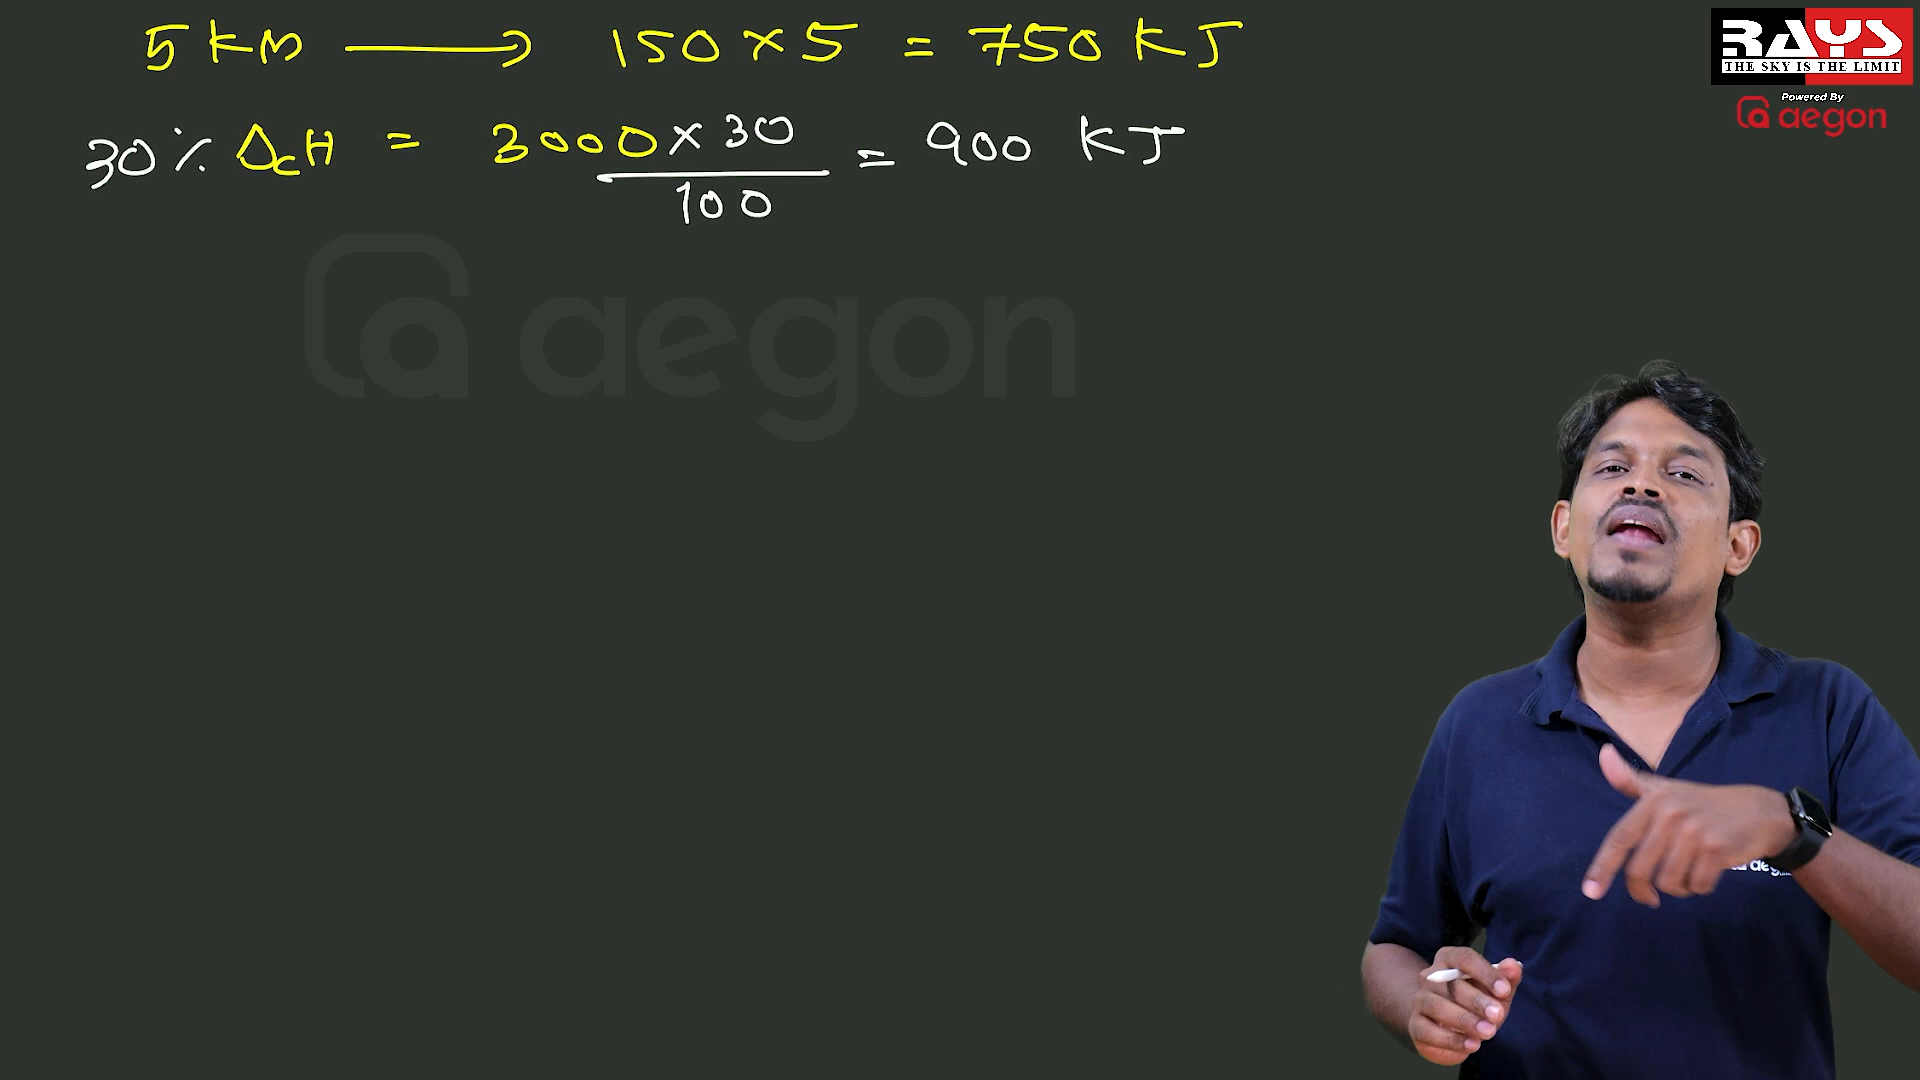 5 KM ⟶ 150 × 5 = 750 KJ
30% ΔcH = 3000 × 30 / 100 = 900 KJ
RAYS
THE SKY IS THE LIMIT
Powered By
aegon
aegon